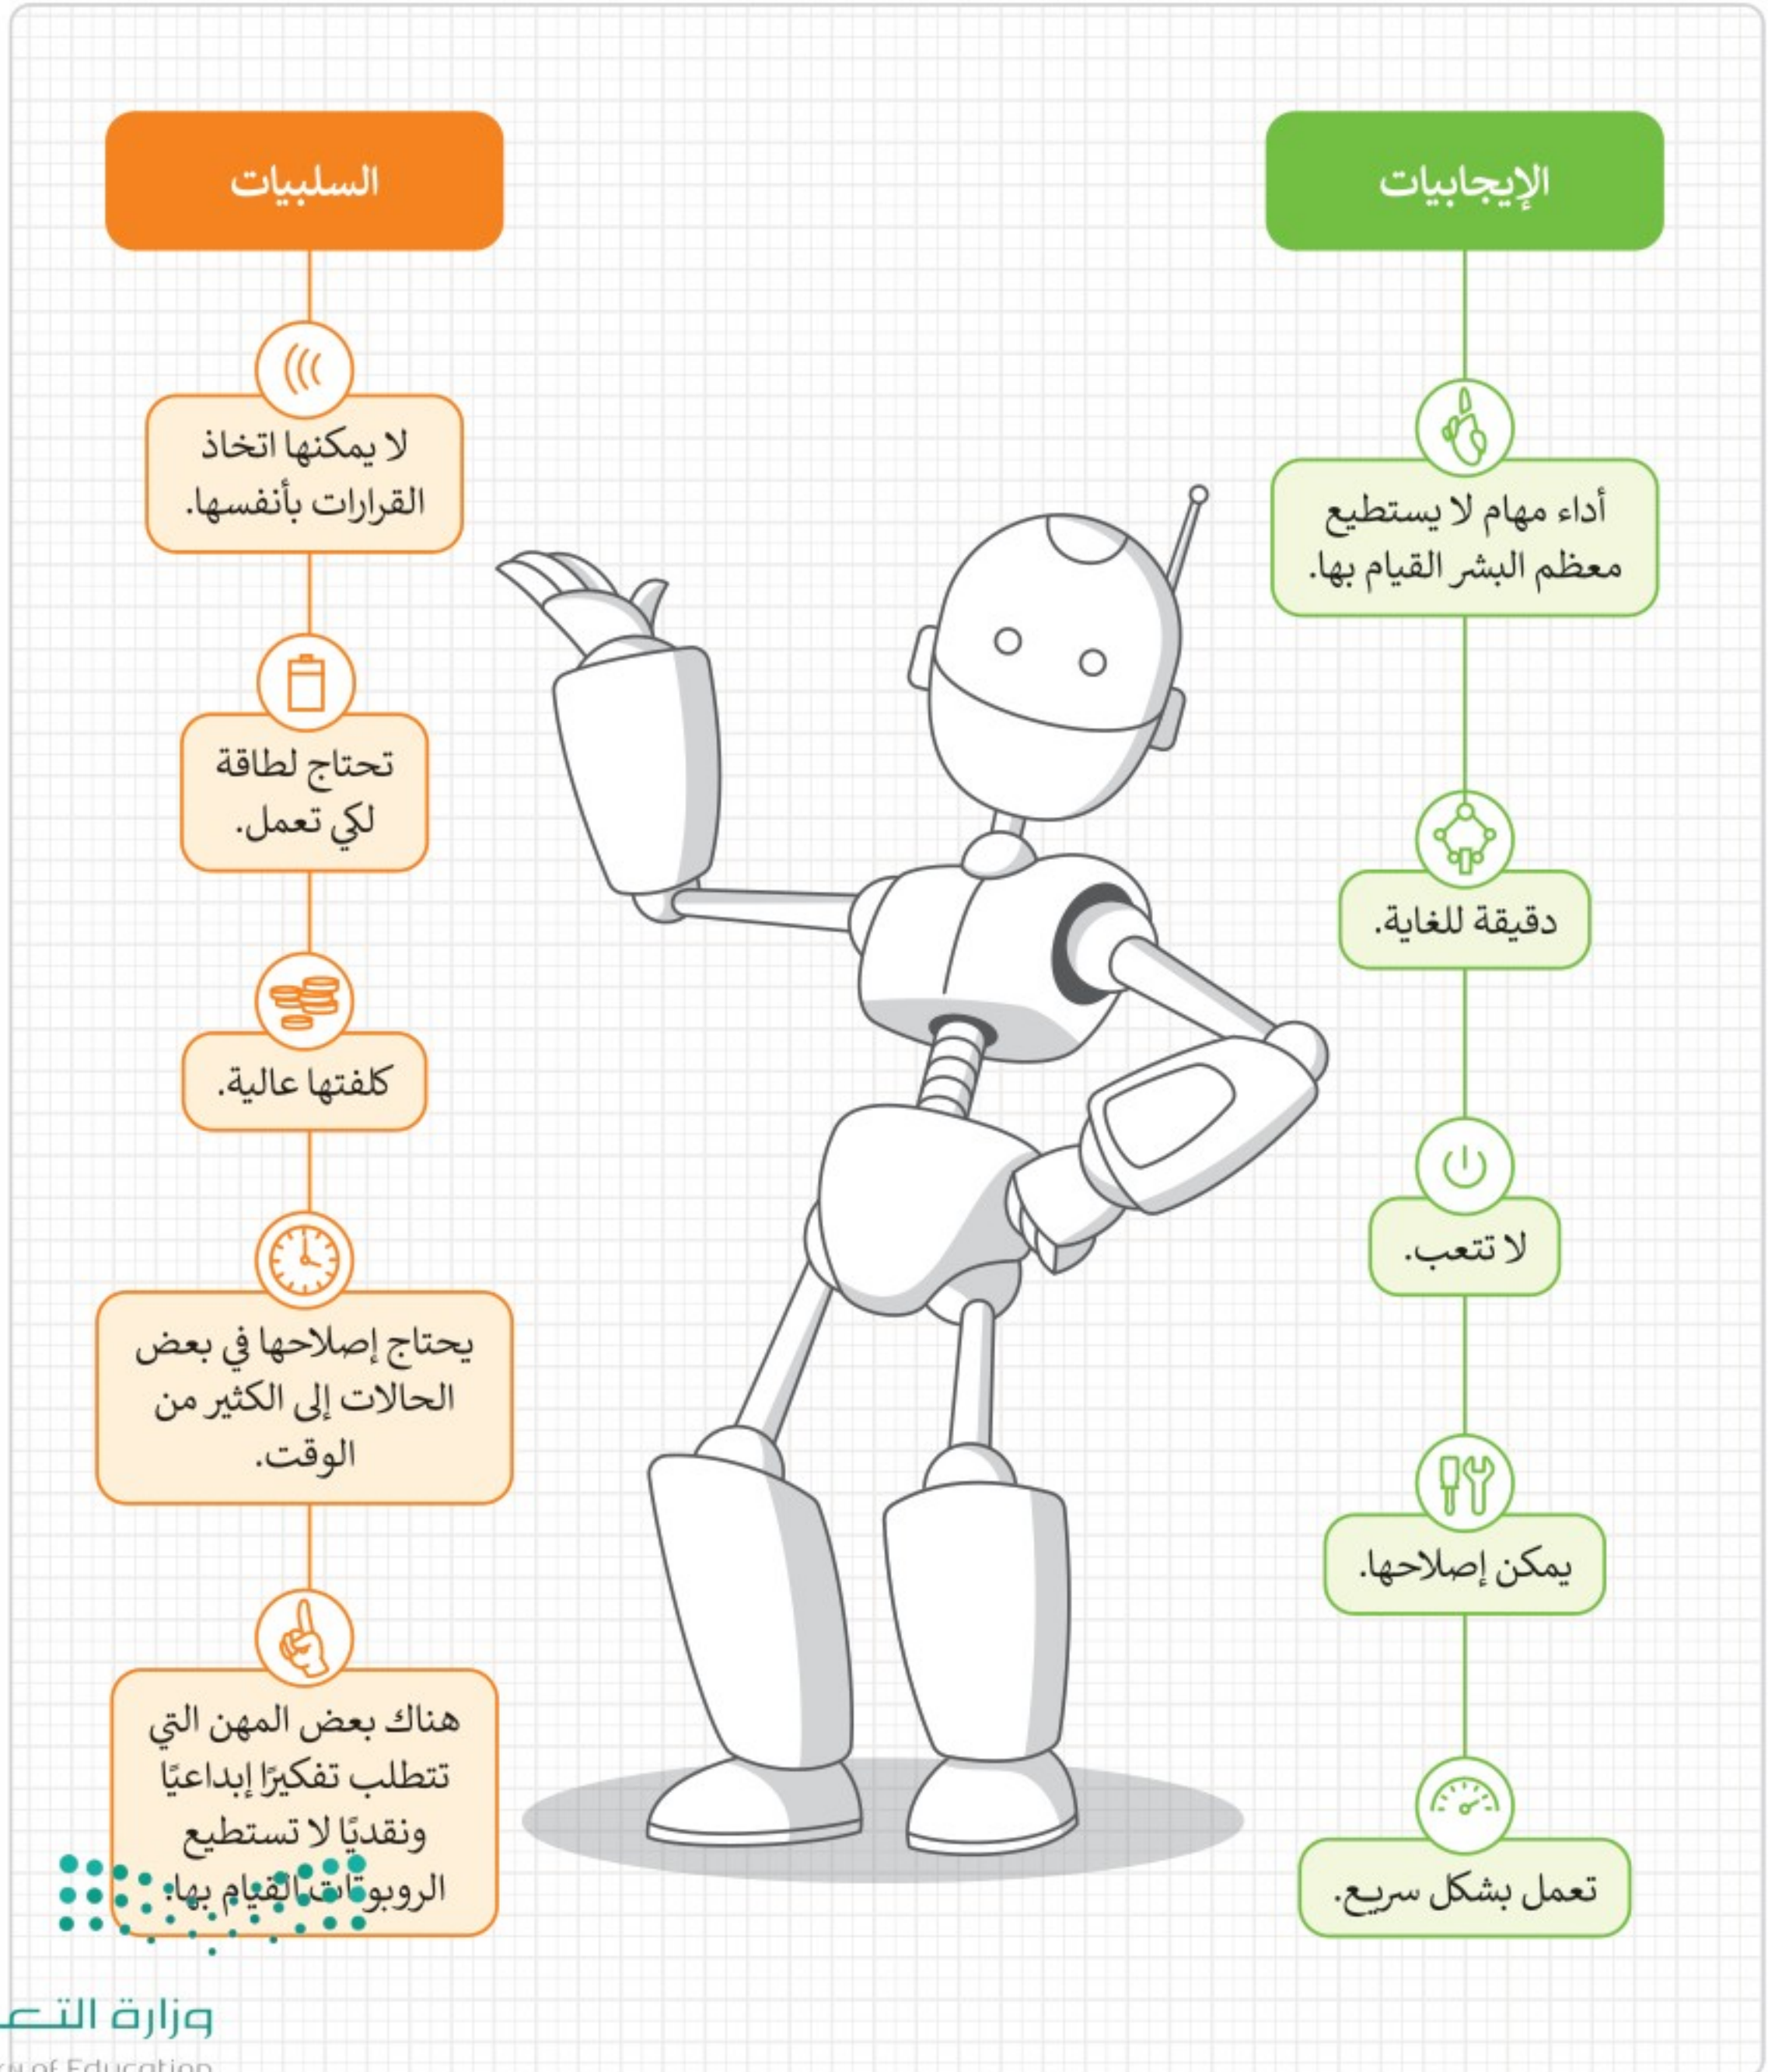 الإيجابيات
أداء مهام لا يستطيع
معظم البشر القيام بها.
دقيقة للغاية.
لا تتعب.
يمكن إصلاحها.
تعمل بشكل سريع.
السلبيات
لا يمكنها اتخاذ
القرارات بأنفسها.
تحتاج لطاقة
لكي تعمل.
كلفتها عالية.
يحتاج إصلاحها في بعض
الحالات إلى الكثير من
الوقت.
هناك بعض المهن التي
تتطلب تفكيرًا إبداعيًا
ونقديًا لا تستطيع
الروبوتات القيام بها.
وزارة
of Education